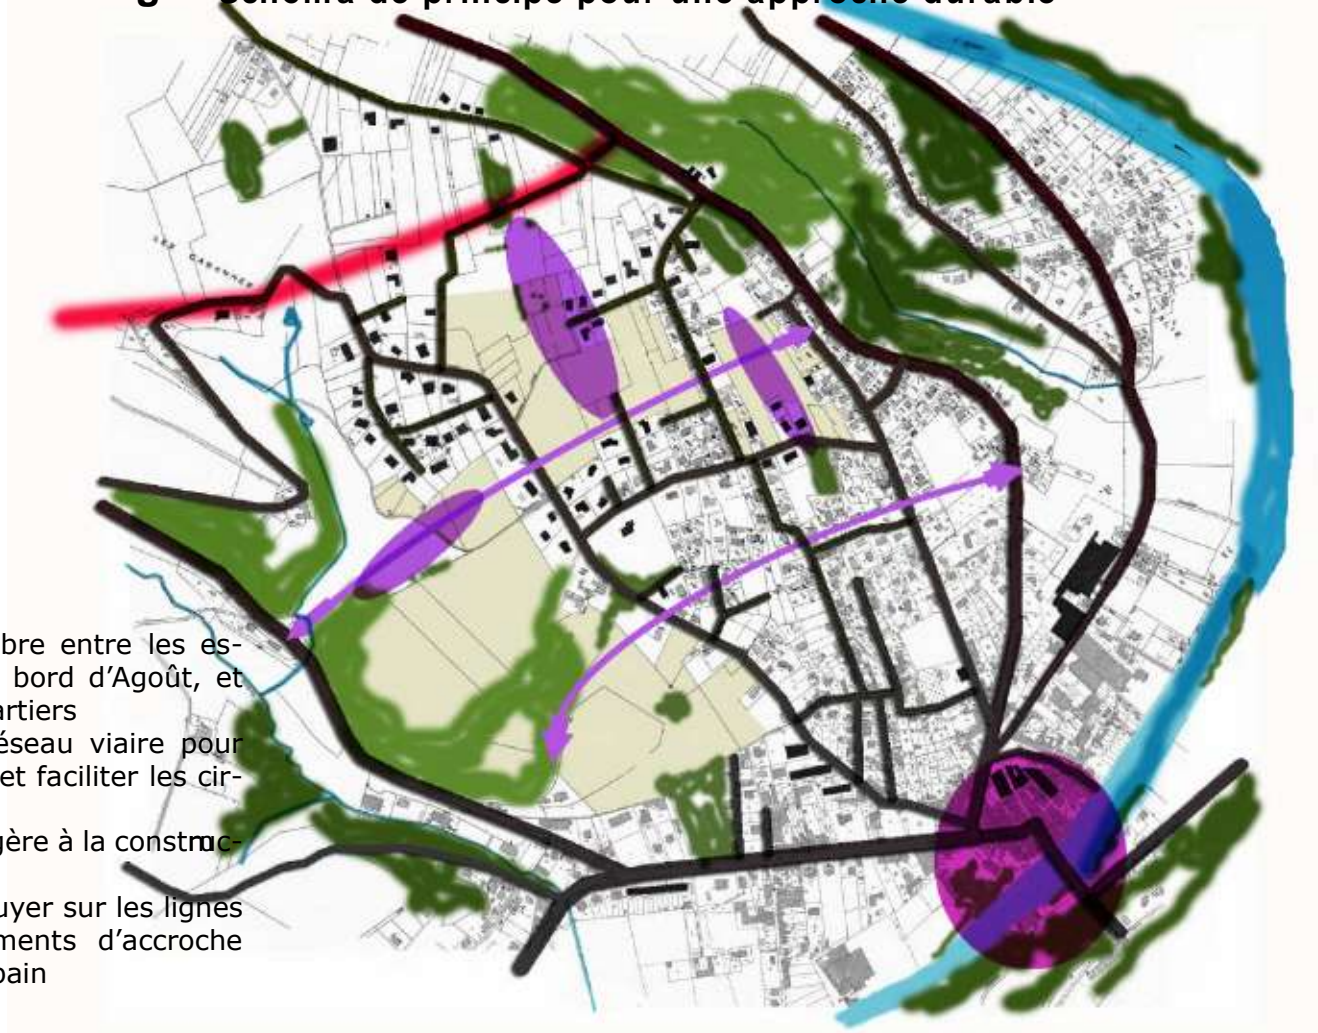 Schéma de principe pour une approche durable
bre entre les es-
bord d’Agoût, et
artiers
éseau viaire pour
et faciliter les cir-
gère à la construc-
uyer sur les lignes
ments d’accroche
bain